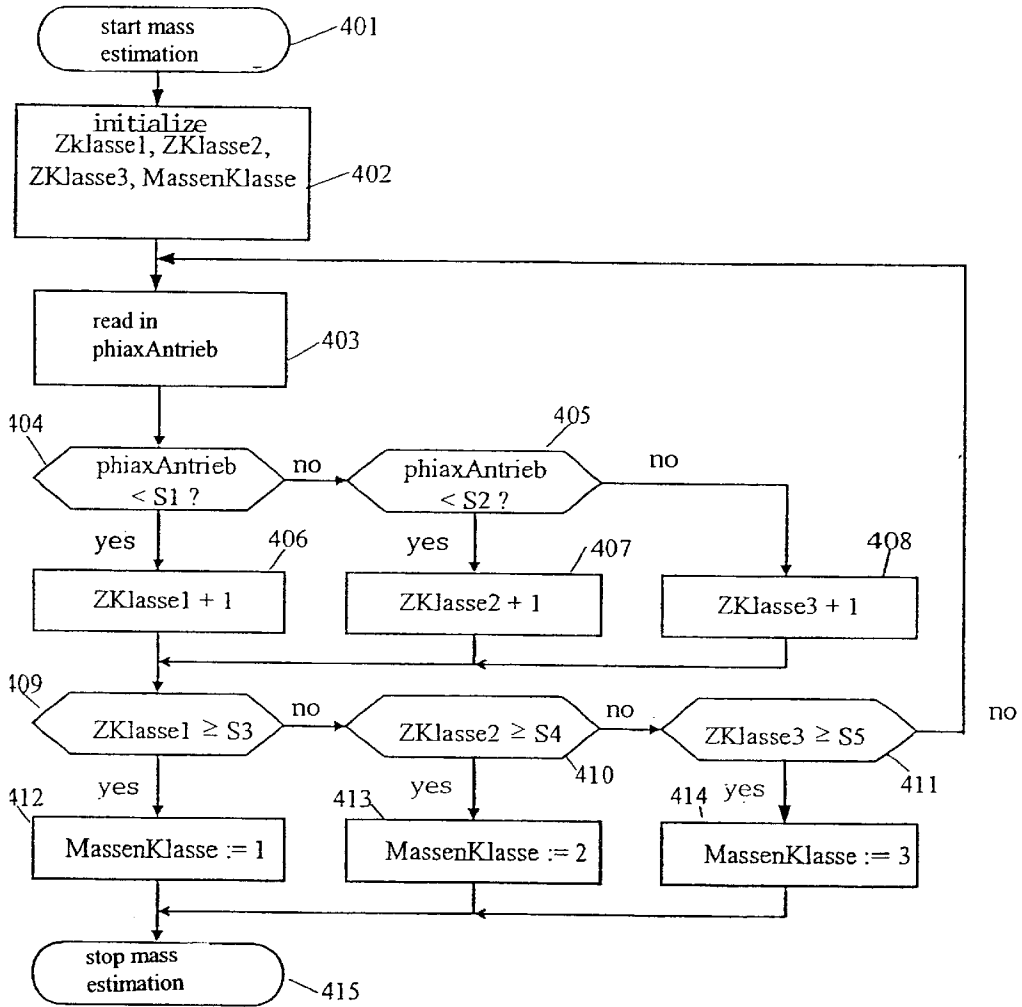 start mass
estimation
401
initialize
Zklasse1, ZKlasse2,
ZKlasse3, MassenKlasse
402
read in
phiaxAntrieb
403
404
phiaxAntrieb
< S1 ?
no
405
phiaxAntrieb
< S2 ?
no
yes
406
yes
407
408
ZKlasse1 + 1
ZKlasse2 + 1
ZKlasse3 + 1
409
ZKlasse1 ≥ S3
no
ZKlasse2 ≥ S4
410
no
ZKlasse3 ≥ S5
411
no
412
yes
413
yes
414
yes
MassenKlasse := 1
MassenKlasse := 2
MassenKlasse := 3
stop mass
estimation
415